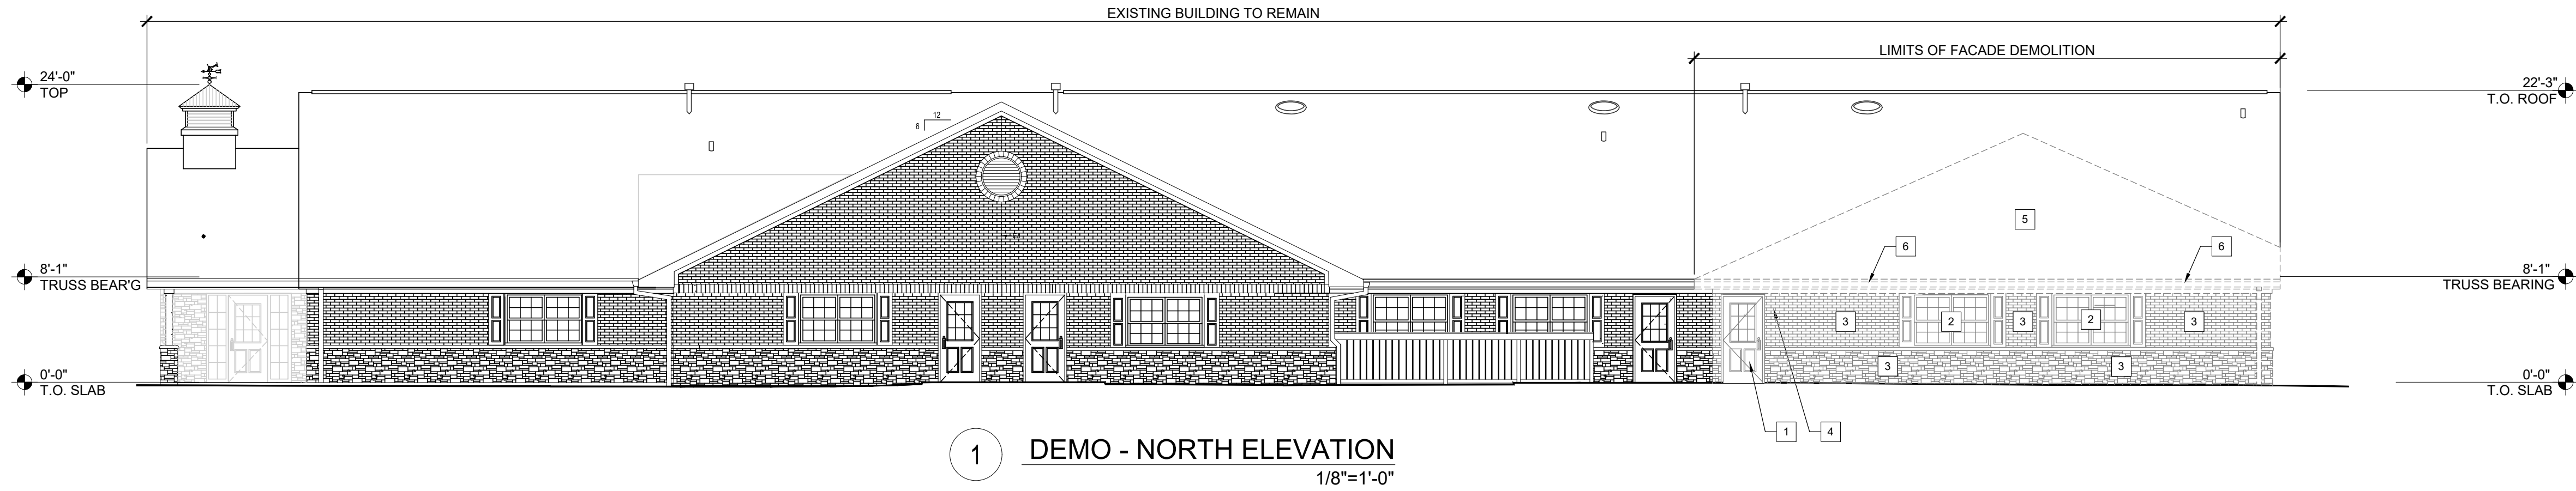 EXISTING BUILDING TO REMAIN
LIMITS OF FACADE DEMOLITION
24'-0"
TOP
22'-3"
T.O. ROOF
12
6
5
6
6
8'-1"
TRUSS BEAR'G
8'-1"
TRUSS BEARING
3
2
3
2
3
3
3
0'-0"
T.O. SLAB
0'-0"
T.O. SLAB
1
4
1
DEMO - NORTH ELEVATION
1/8"=1'-0"